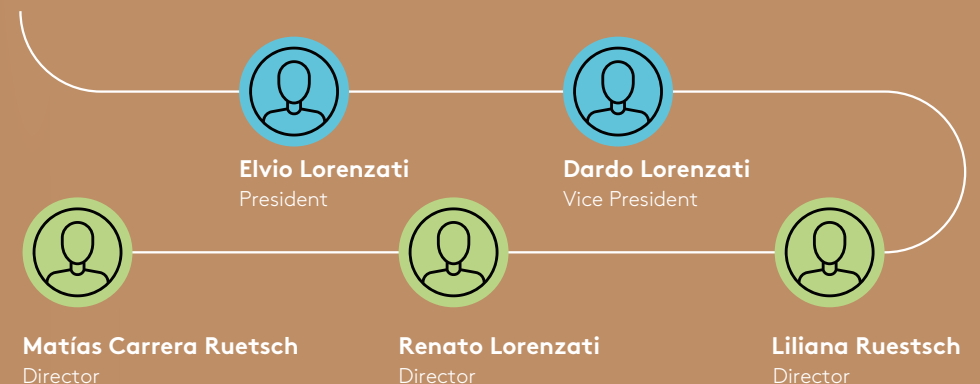 Elvio Lorenzati
President
Dardo Lorenzati
Vice President
Matías Carrera Ruetsch
Director
Renato Lorenzati
Director
Liliana Ruestsch
Director